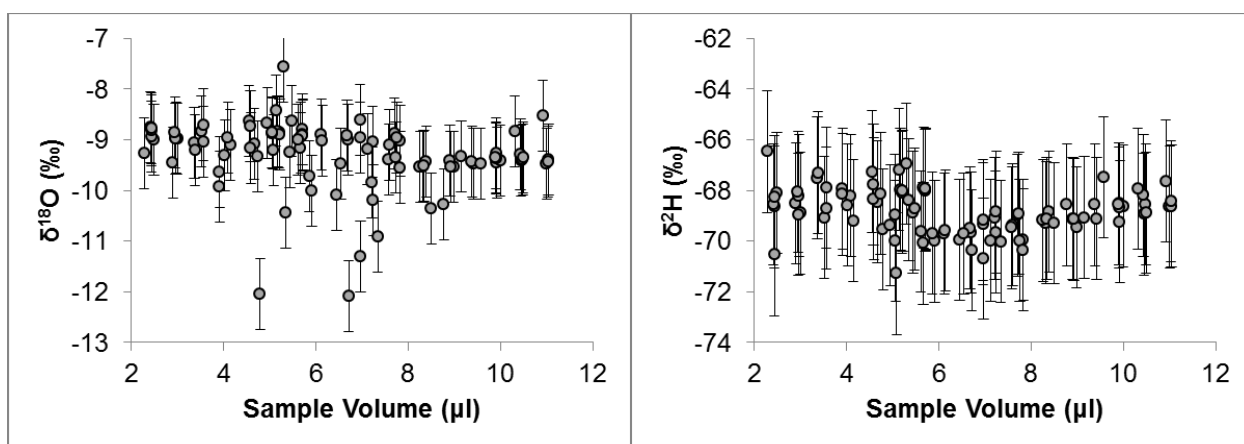 -7
-8
-9
-10
-11
-12
-13
δ¹⁸O (‰)
2 4 6 8 10 12
Sample Volume (µl)
-62
-64
-66
-68
-70
-72
-74
δ²H (‰)
2 4 6 8 10 12
Sample Volume (µl)